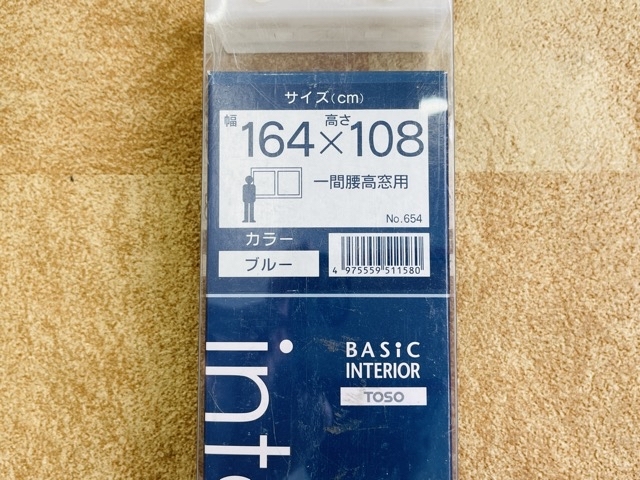 サイズ(cm)
幅 高さ
164×108
一間腰高窓用
No.654
カラー
ブルー
4 975559 511580
BASiC
INTERIOR
TOSO
inte